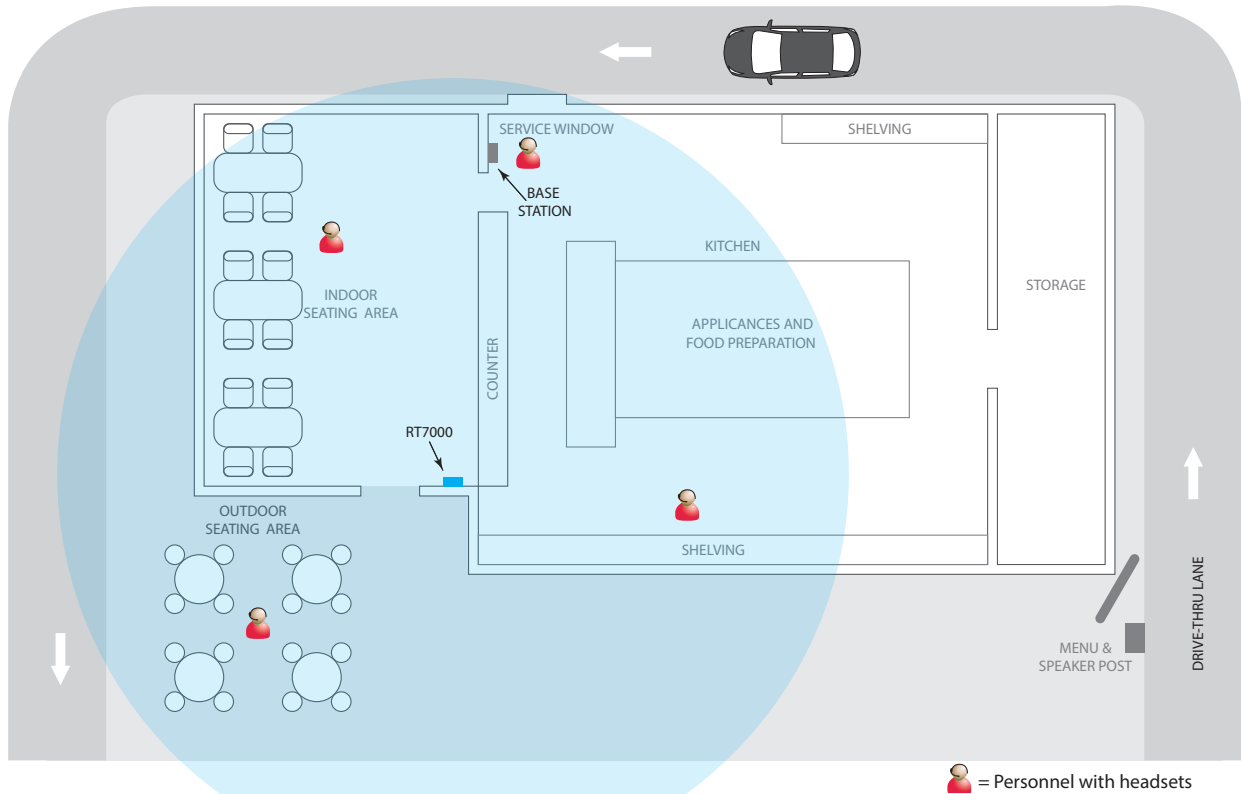 SERVICE WINDOW
SHELVING
BASE
STATION
KITCHEN
INDOOR
SEATING AREA
STORAGE
APPLICANCES AND
FOOD PREPARATION
COUNTER
RT7000
OUTDOOR
SEATING AREA
SHELVING
MENU &
SPEAKER POST
DRIVE-THRU LANE
= Personnel with headsets